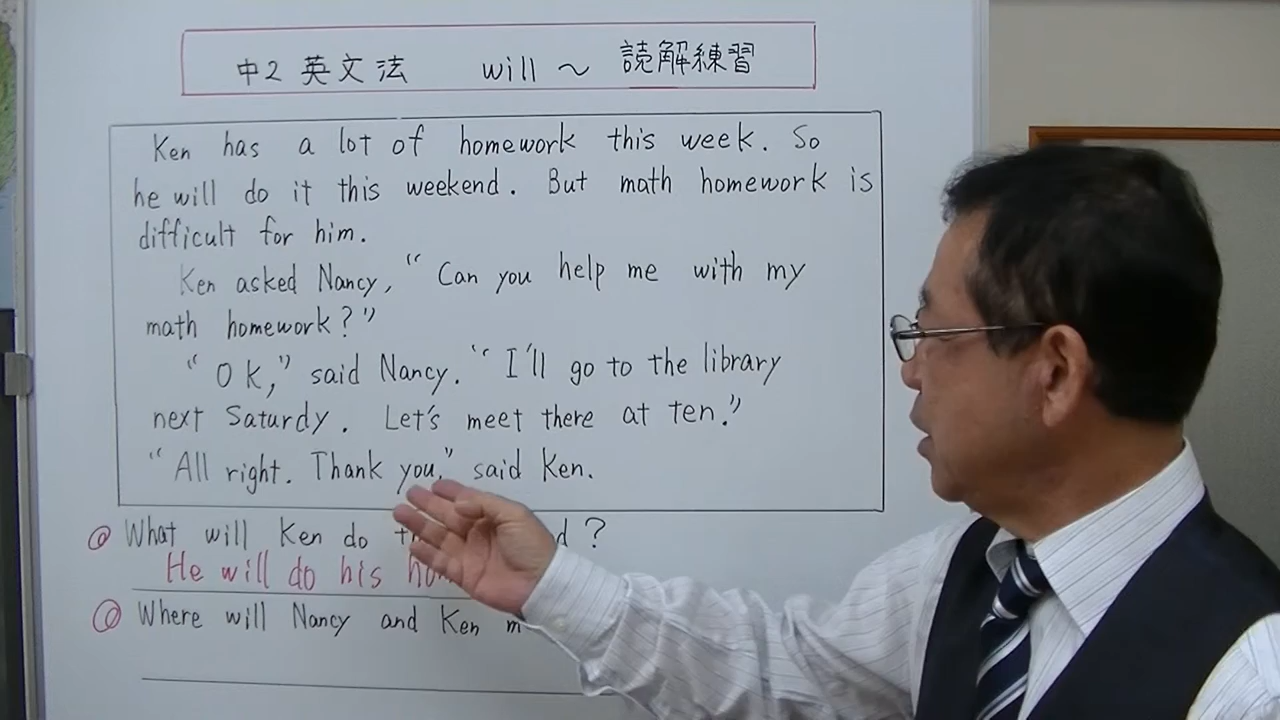 中2 英文法 will ～ 読解練習
Ken has a lot of homework this week. So
he will do it this weekend. But math homework is
difficult for him.
Ken asked Nancy, "Can you help me with my
math homework?"
"OK," said Nancy. "I'll go to the library
next Saturdy. Let's meet there at ten."
"All right. Thank you," said Ken.
@ What will Ken do ?
He will do his
@ Where will Nancy and Ken